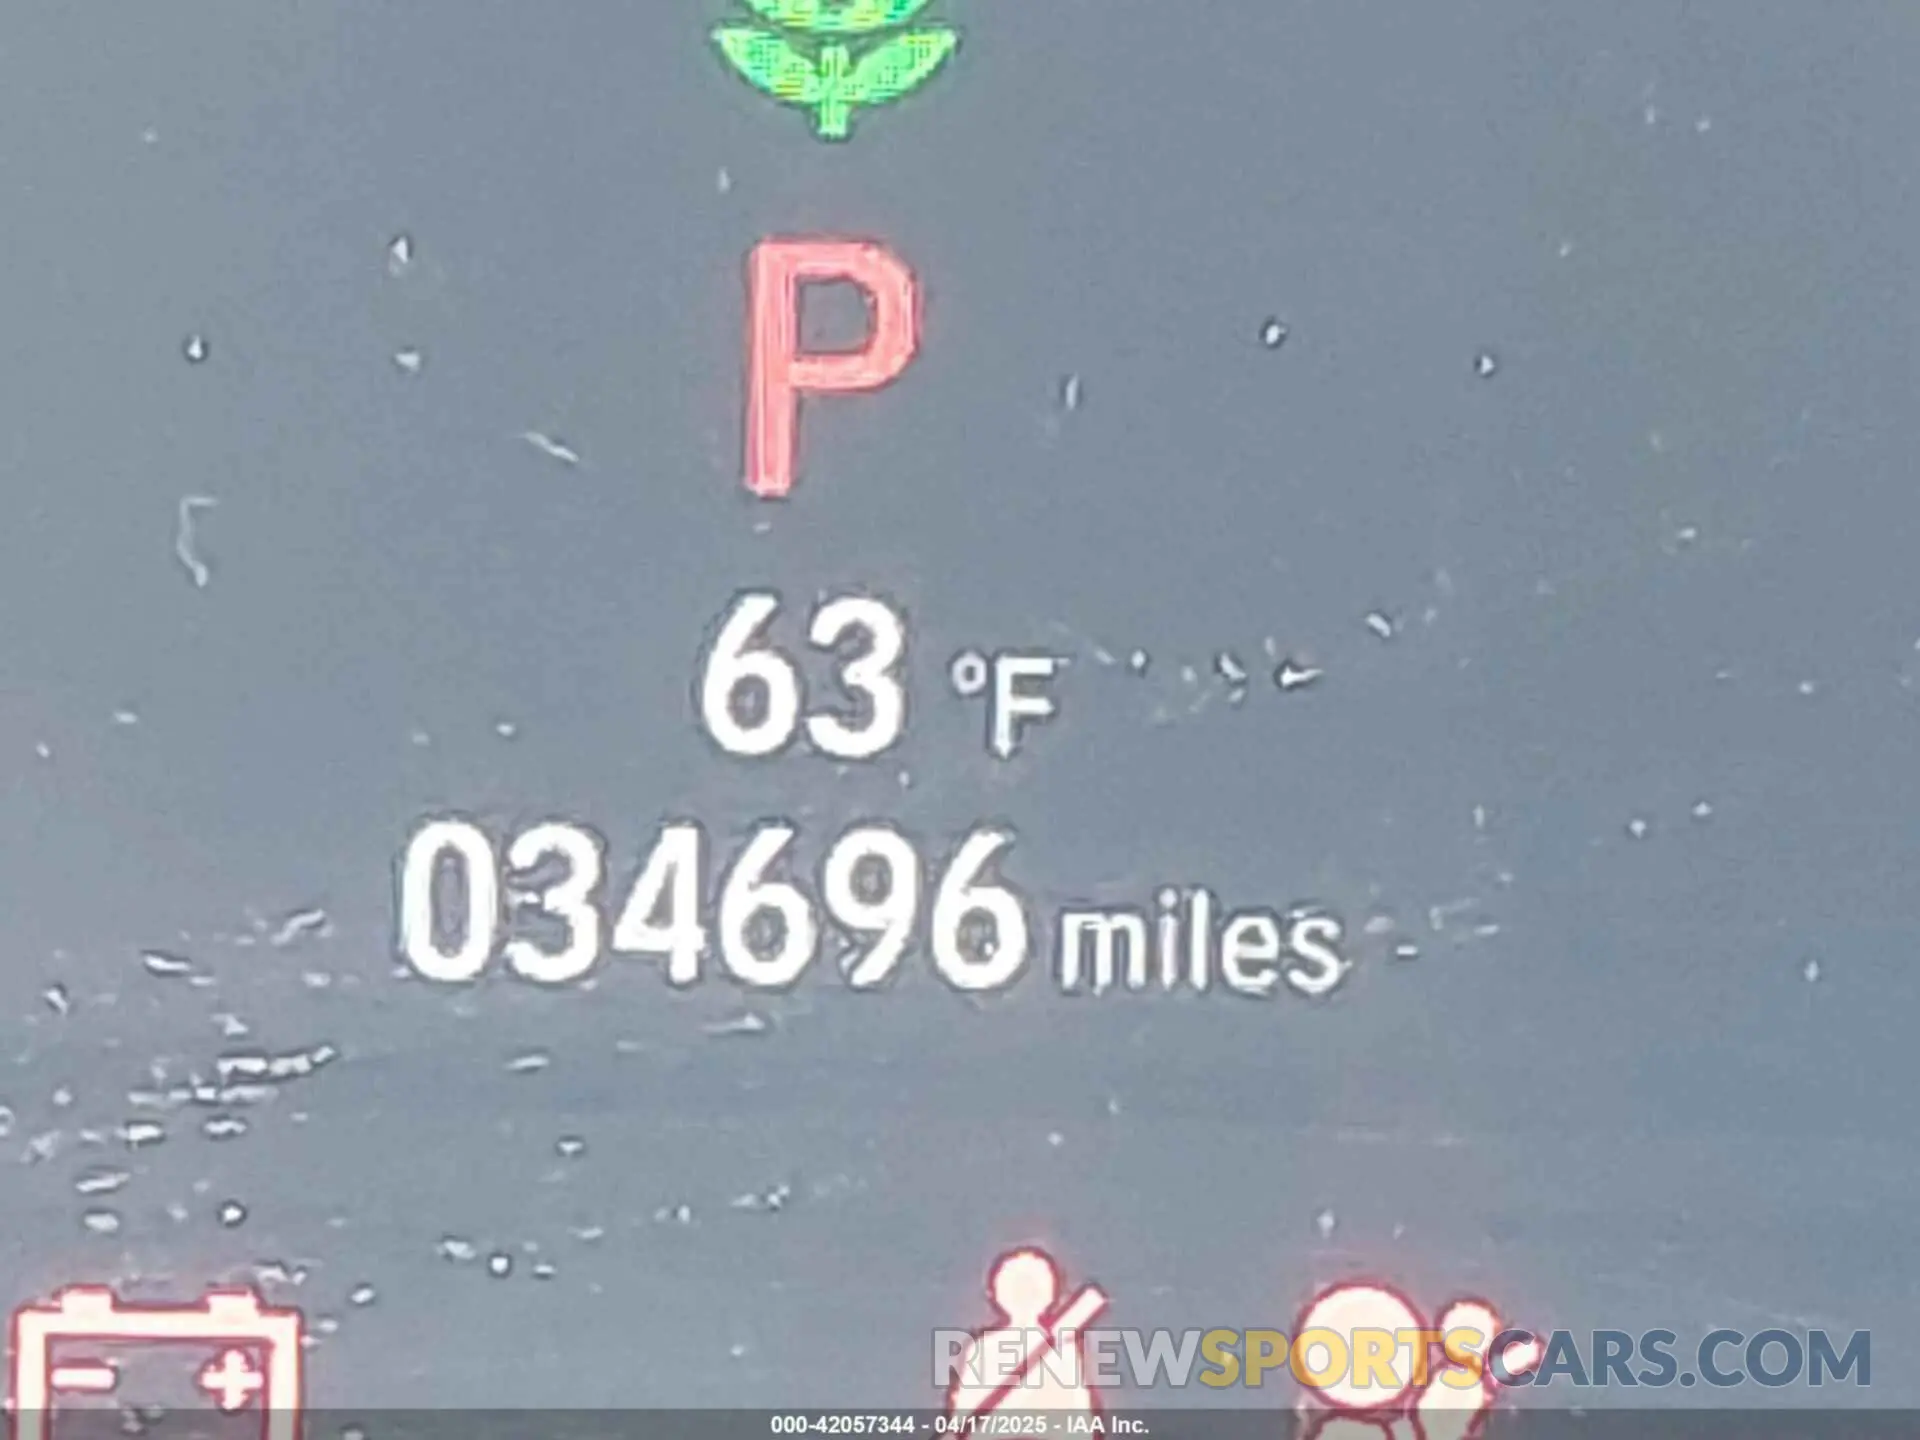 P
63 °F
034696 miles
- +
RENEWSPORTSCARS.COM
000-42057344 - 04/17/2025 - IAA Inc.